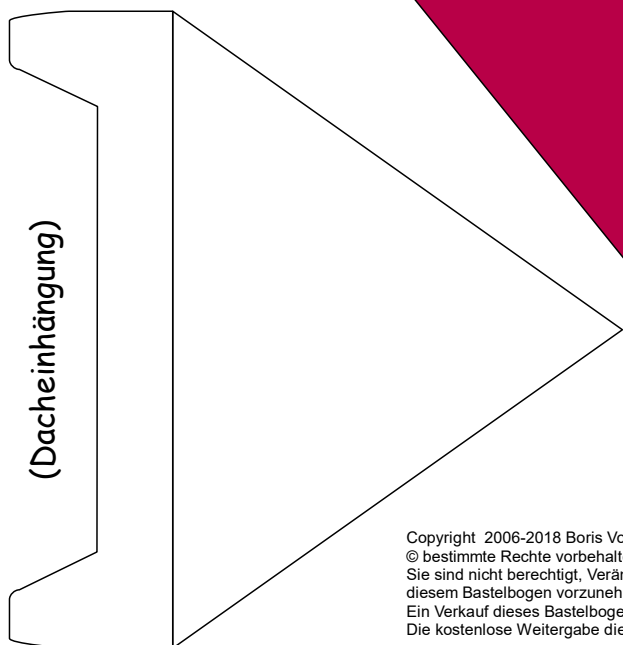 (Dacheinhängung)
Copyright 2006-2018 Boris
© bestimmte Rechte
Sie sind nicht berechtigt,
diesem Bastelbogen
Ein Verkauf dieses
Die kostenlose Weitergabe